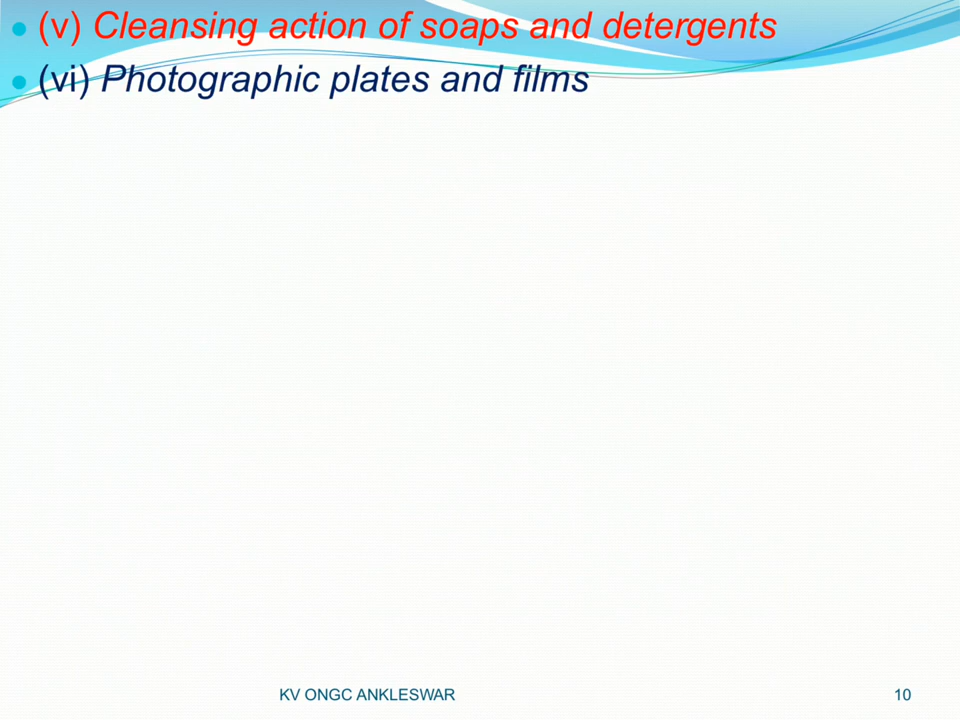 (v) Cleansing action of soaps and detergents
(vi) Photographic plates and films
KV ONGC ANKLESWAR
10